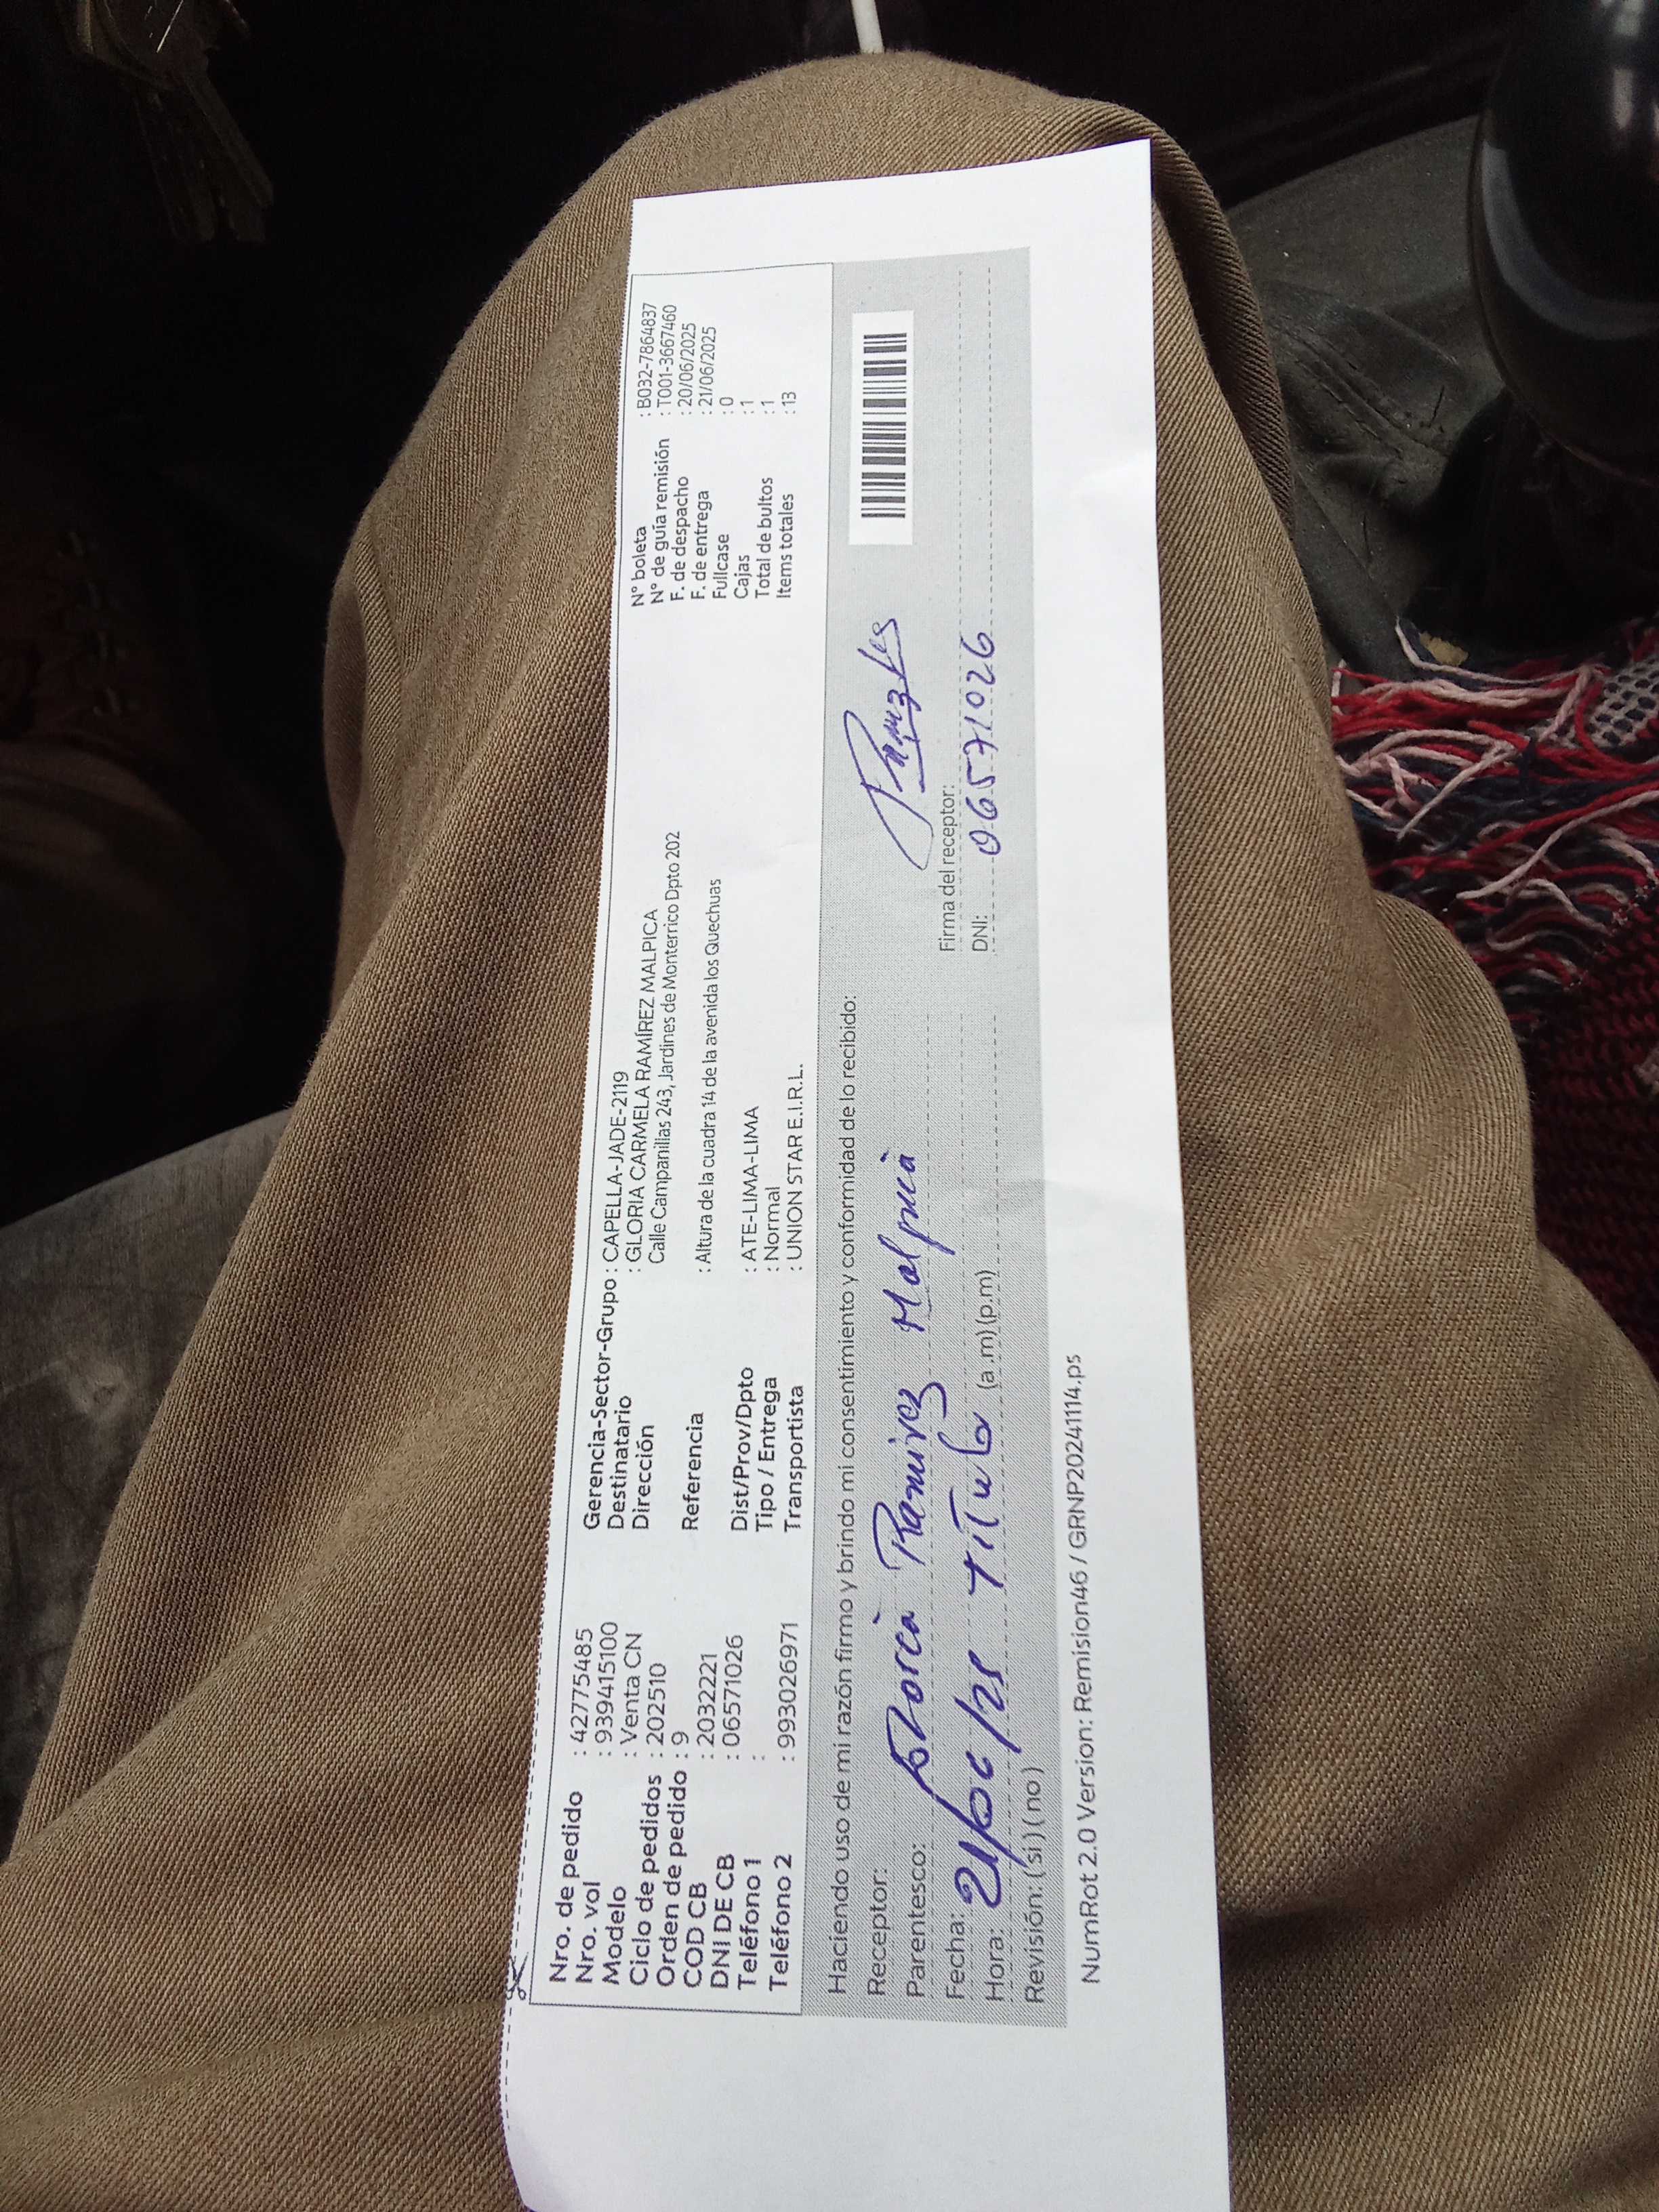 Nro. de pedido : 42775485
Nro. vol : 939415100
Modelo : Venta CN
Ciclo de pedidos : 202510
Orden de pedido : 9
COD CB : 2032221
DNI DE CB : 06571026
Teléfono 1 :
Teléfono 2 : 993026971
Gerencia-Sector-Grupo : CAPELLA-JADE-2119
Destinatario : GLORIA CARMELA RAMÍREZ MALPICA
Dirección Calle Campanillas 243, Jardines de Monterrico Dpto 202
Referencia : Altura de la cuadra 14 de la avenida los Quechuas
Dist/Prov/Dpto : ATE-LIMA-LIMA
Tipo / Entrega : Normal
Transportista : UNION STAR E.I.R.L.
N° boleta : B032-7864837
N° de guía remisión : T001-3667460
F. de despacho : 20/06/2025
F. de entrega : 21/06/2025
Fullcase : 0
Cajas : 1
Total de bultos : 1
Items totales : 13
Haciendo uso de mi razón firmo y brindo mi consentimiento y conformidad de lo recibido:
Receptor: Gloria Ramirez Malpica
Parentesco:
Fecha: 21/06/25 Titular
Hora: (a.m) (p.m)
Revisión: (si) (no)
Firma del receptor:
DNI: 06571026
NumRot 2.0 Version: Remision46 / GRNP20241114.ps